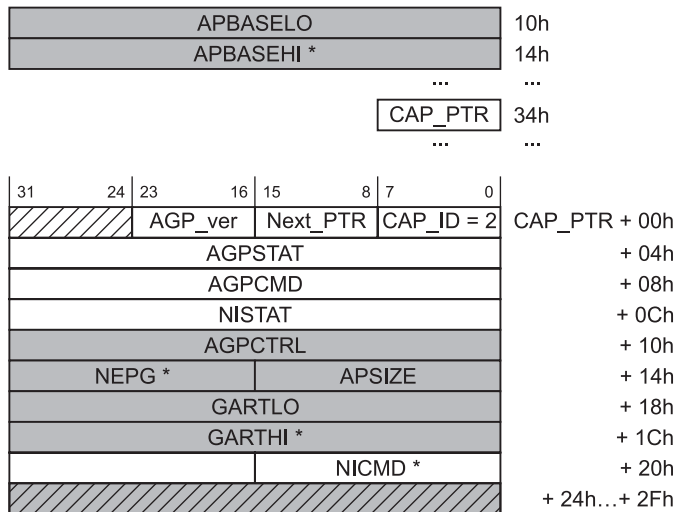 APBASELO 10h
APBASEHI * 14h
... ...
CAP_PTR 34h
... ...
31 24 23 16 15 8 7 0
AGP_ver Next_PTR CAP_ID = 2 CAP_PTR + 00h
AGPSTAT + 04h
AGPCMD + 08h
NISTAT + 0Ch
AGPCTRL + 10h
NEPG * APSIZE + 14h
GARTLO + 18h
GARTHI * + 1Ch
NICMD * + 20h
+ 24h...+ 2Fh